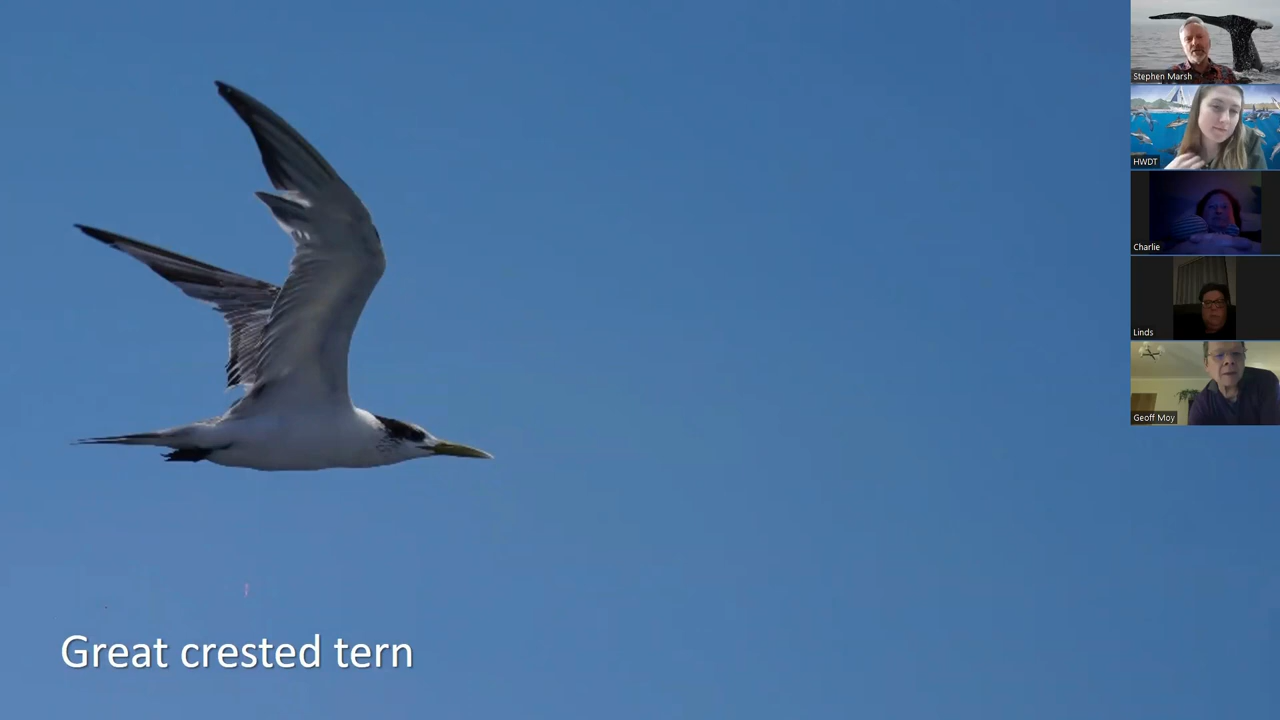 Stephen Marsh
HWDT
Charlie
Linds
Geoff Moy
Great crested tern